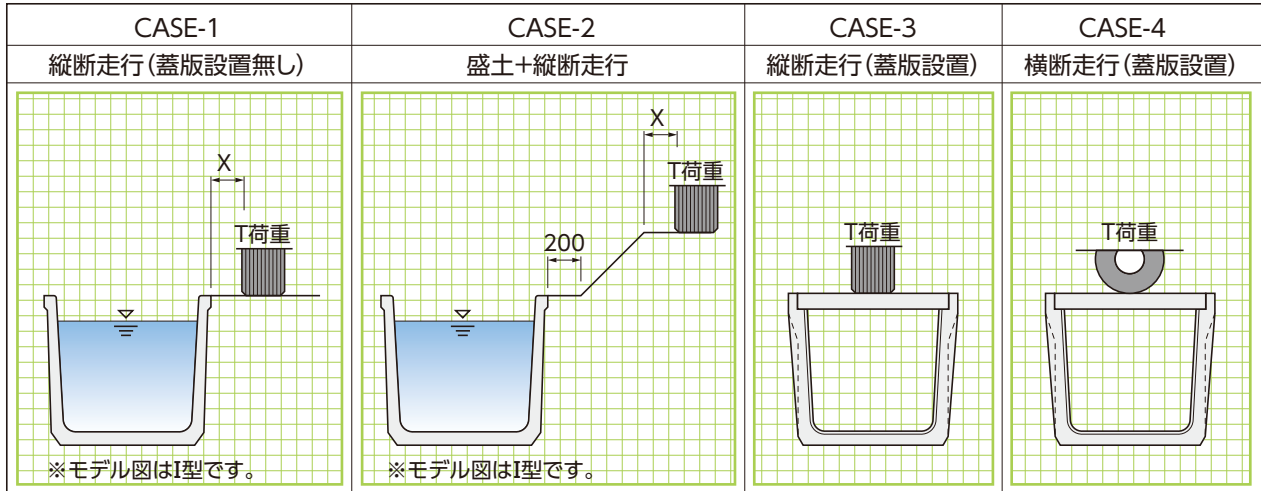 CASE-1
CASE-2
CASE-3
CASE-4
縦断走行(蓋版設置無し)
盛土+縦断走行
縦断走行(蓋版設置)
横断走行(蓋版設置)
X
T荷重
※モデル図はI型です。
X
T荷重
200
※モデル図はI型です。
T荷重
T荷重